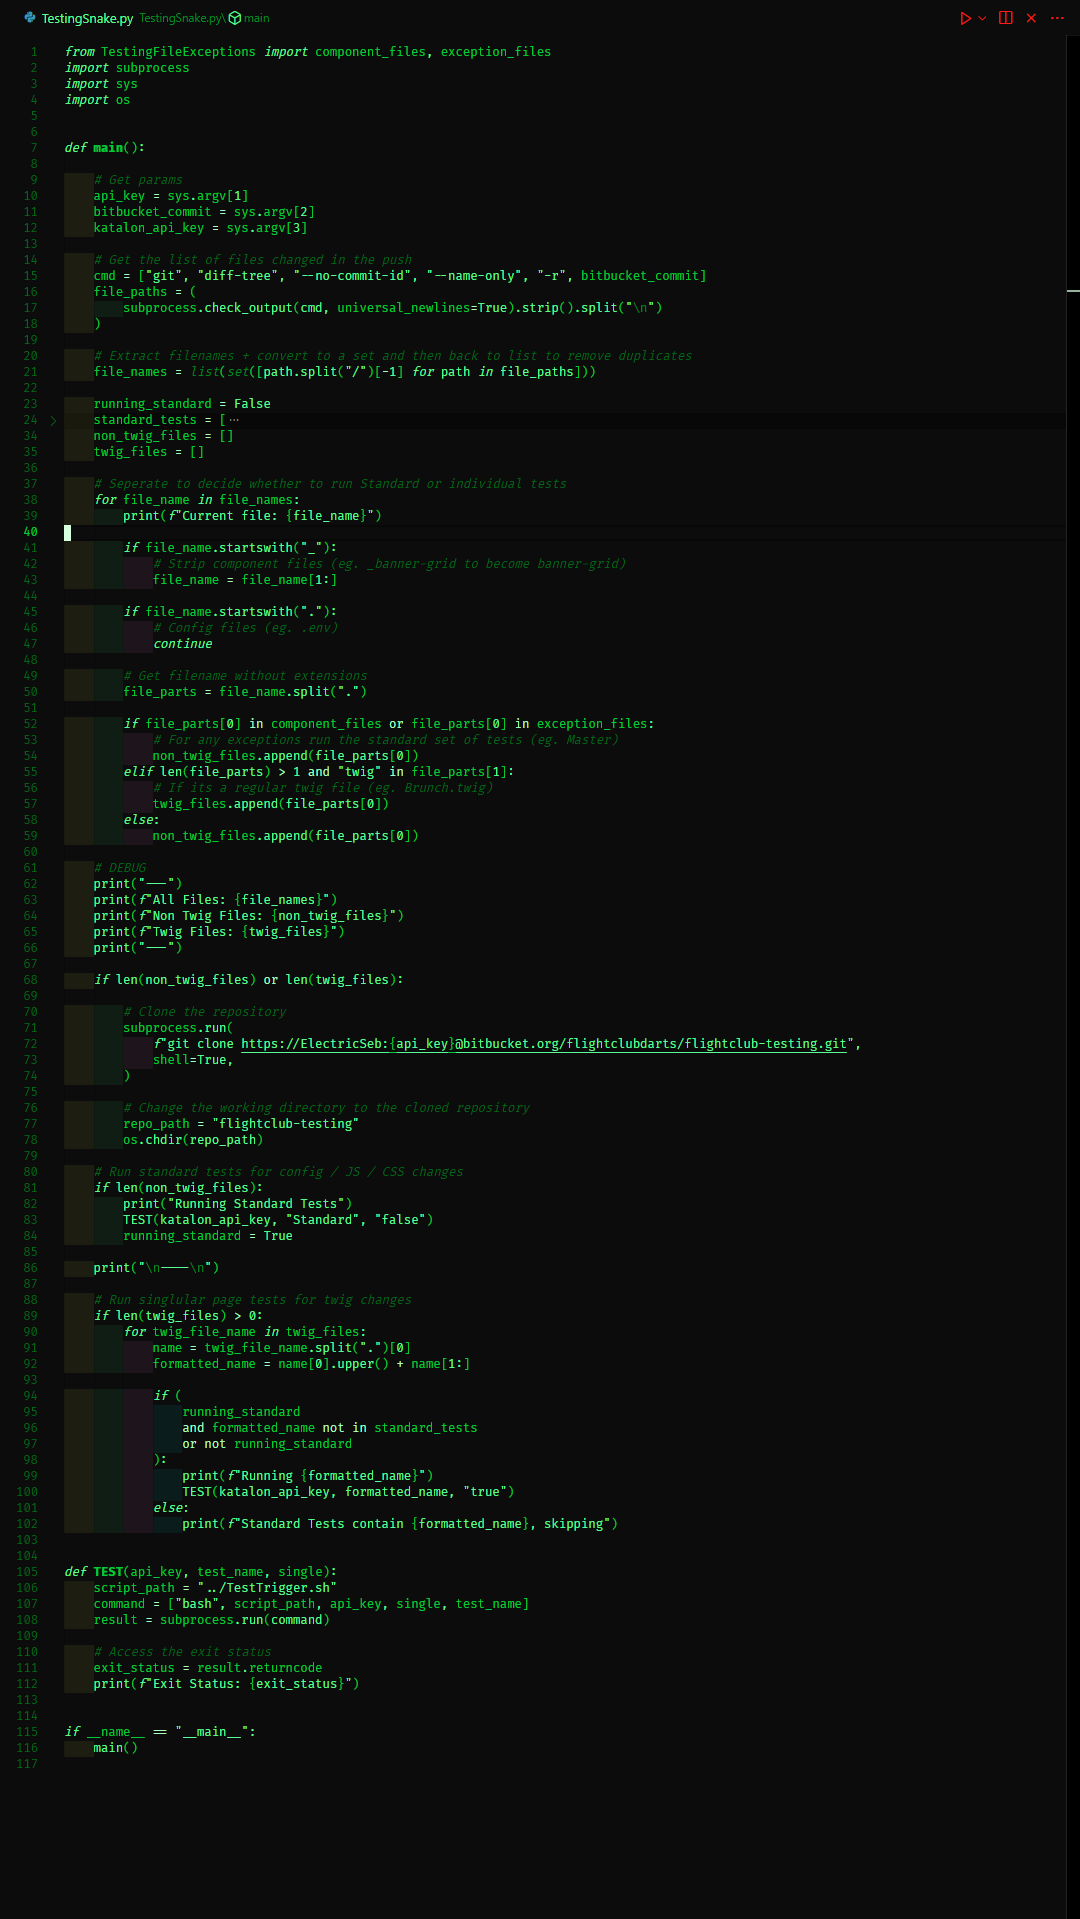 TestingSnake.py TestingSnake.py\ main
1 from TestingFileExceptions import component_files, exception_files
2 import subprocess
3 import sys
4 import os
5
6
7 def main():
8
9 # Get params
10 api_key = sys.argv[1]
11 bitbucket_commit = sys.argv[2]
12 katalon_api_key = sys.argv[3]
13
14 # Get the list of files changed in the push
15 cmd = ["git", "diff-tree", "--no-commit-id", "--name-only", "-r", bitbucket_commit]
16 file_paths = (
17 subprocess.check_output(cmd, universal_newlines=True).strip().split("\n")
18 )
19
20 # Extract filenames + convert to a set and then back to list to remove duplicates
21 file_names = list(set([path.split("/")[-1] for path in file_paths]))
22
23 running_standard = False
24 standard_tests = [ ···
34 non_twig_files = []
35 twig_files = []
36
37 # Seperate to decide whether to run Standard or individual tests
38 for file_name in file_names:
39 print(f"Current file: {file_name}")
40
41 if file_name.startswith("_"):
42 # Strip component files (eg. _banner-grid to become banner-grid)
43 file_name = file_name[1:]
44
45 if file_name.startswith("."):
46 # Config files (eg. .env)
47 continue
48
49 # Get filename without extensions
50 file_parts = file_name.split(".")
51
52 if file_parts[0] in component_files or file_parts[0] in exception_files:
53 # For any exceptions run the standard set of tests (eg. Master)
54 non_twig_files.append(file_parts[0])
55 elif len(file_parts) > 1 and "twig" in file_parts[1]:
56 # If its a regular twig file (eg. Brunch.twig)
57 twig_files.append(file_parts[0])
58 else:
59 non_twig_files.append(file_parts[0])
60
61 # DEBUG
62 print("---")
63 print(f"All Files: {file_names}")
64 print(f"Non Twig Files: {non_twig_files}")
65 print(f"Twig Files: {twig_files}")
66 print("---")
67
68 if len(non_twig_files) or len(twig_files):
69
70 # Clone the repository
71 subprocess.run(
72 f"git clone https://ElectricSeb:{api_key}@bitbucket.org/flightclubdarts/flightclub-testing.git",
73 shell=True,
74 )
75
76 # Change the working directory to the cloned repository
77 repo_path = "flightclub-testing"
78 os.chdir(repo_path)
79
80 # Run standard tests for config / JS / CSS changes
81 if len(non_twig_files):
82 print("Running Standard Tests")
83 TEST(katalon_api_key, "Standard", "false")
84 running_standard = True
85
86 print("\n----\n")
87
88 # Run singlular page tests for twig changes
89 if len(twig_files) > 0:
90 for twig_file_name in twig_files:
91 name = twig_file_name.split(".")[0]
92 formatted_name = name[0].upper() + name[1:]
93
94 if (
95 running_standard
96 and formatted_name not in standard_tests
97 or not running_standard
98 ):
99 print(f"Running {formatted_name}")
100 TEST(katalon_api_key, formatted_name, "true")
101 else:
102 print(f"Standard Tests contain {formatted_name}, skipping")
103
104
105 def TEST(api_key, test_name, single):
106 script_path = "../TestTrigger.sh"
107 command = ["bash", script_path, api_key, single, test_name]
108 result = subprocess.run(command)
109
110 # Access the exit status
111 exit_status = result.returncode
112 print(f"Exit Status: {exit_status}")
113
114
115 if __name__ == "__main__":
116 main()
117